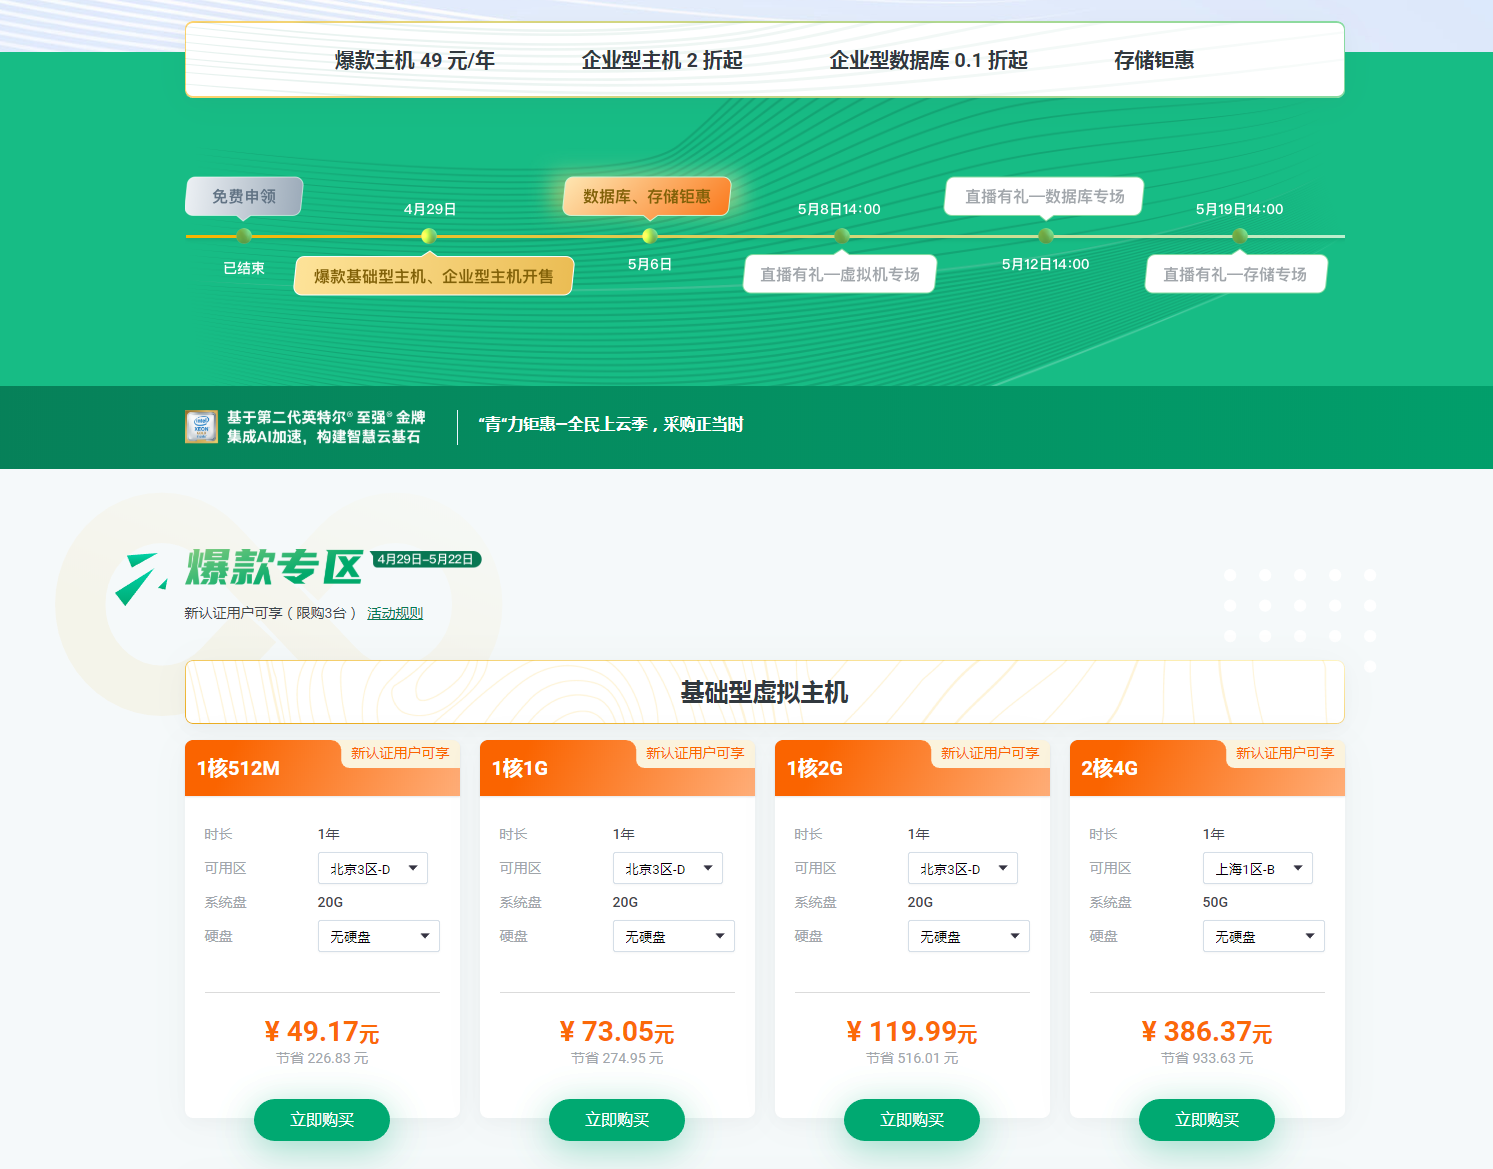 爆款主机 49 元/年
企业型主机 2 折起
企业型数据库 0.1 折起
存储钜惠
免费申领
已结束
4月29日
爆款基础型主机、企业型主机开售
数据库、存储钜惠
5月6日
5月8日14:00
直播有礼—虚拟机专场
直播有礼—数据库专场
5月12日14:00
5月19日14:00
直播有礼—存储专场
基于第二代英特尔® 至强® 金牌
集成AI加速，构建智慧云基石
“青”力钜惠—全民上云季，采购正当时
爆款专区
4月29日-5月22日
新认证用户可享（限购3台） 活动规则
基础型虚拟主机
1核512M
新认证用户可享
时长 1年
可用区 北京3区-D
系统盘 20G
硬盘 无硬盘
¥ 49.17元
节省 226.83 元
立即购买
1核1G
新认证用户可享
时长 1年
可用区 北京3区-D
系统盘 20G
硬盘 无硬盘
¥ 73.05元
节省 274.95 元
立即购买
1核2G
新认证用户可享
时长 1年
可用区 北京3区-D
系统盘 20G
硬盘 无硬盘
¥ 119.99元
节省 516.01 元
立即购买
2核4G
新认证用户可享
时长 1年
可用区 上海1区-B
系统盘 50G
硬盘 无硬盘
¥ 386.37元
节省 933.63 元
立即购买